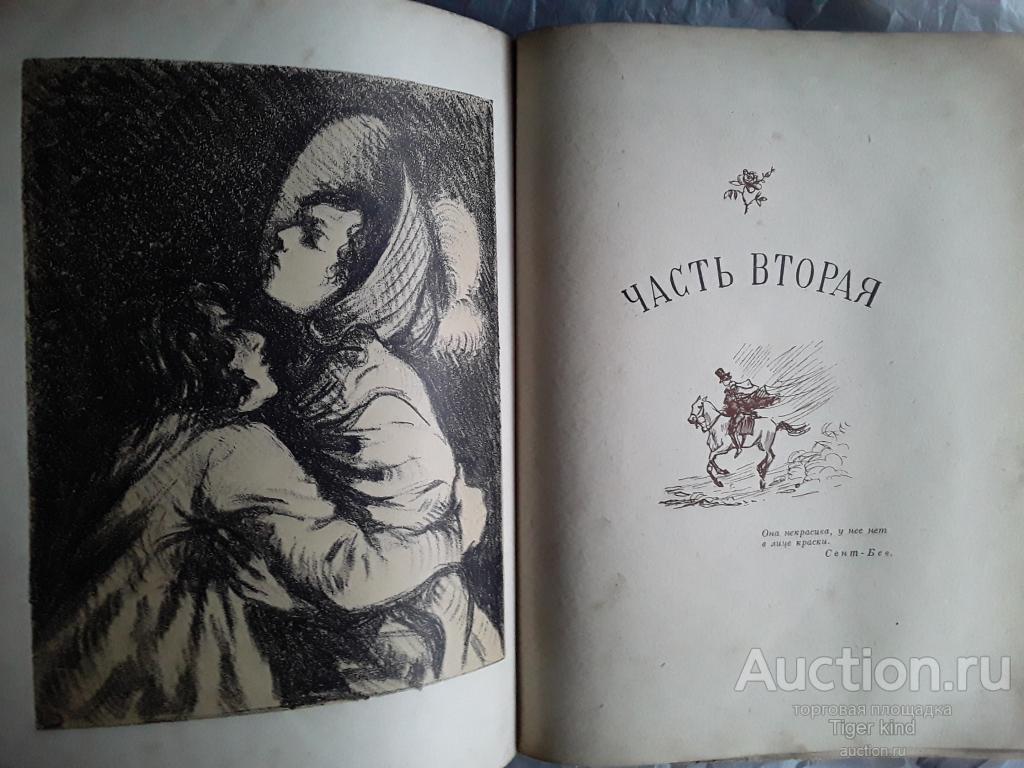 ЧАСТЬ ВТОРАЯ
Она некрасива, у нее нет
в лице краски.
Сент-Бев.
Auction.ru
торговая площадка
Tiger kind
auction.ru